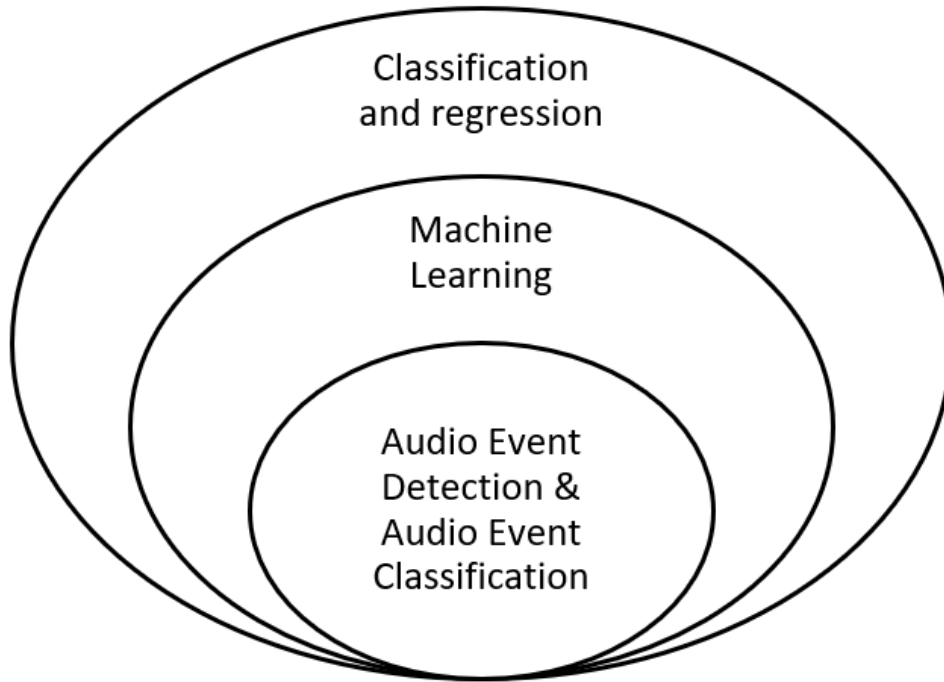 Classification
and regression
Machine
Learning
Audio Event
Detection &
Audio Event
Classification